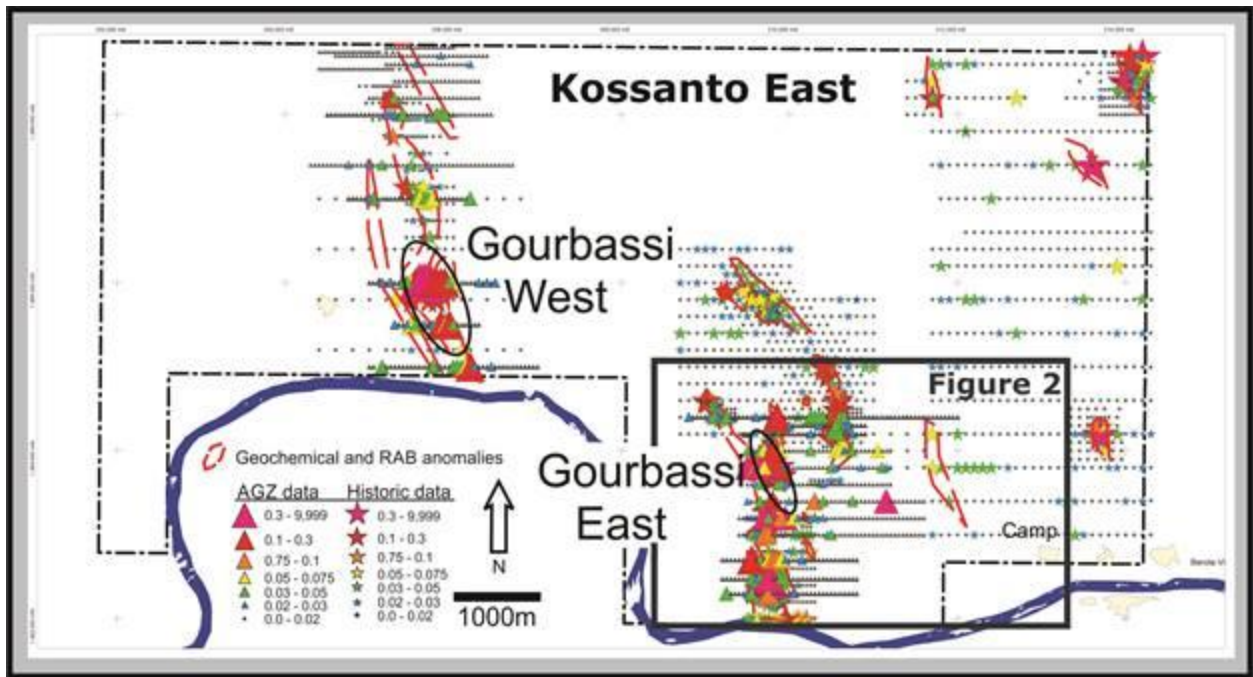 Kossanto East
Gourbassi
West
Figure 2
Gourbassi
East
Camp
Geochemical and RAB anomalies
AGZ data Historic data
0.3 - 9,999 0.3 - 9,999
0.1 - 0.3 0.1 - 0.3
0.75 - 0.1 0.75 - 0.1
0.05 - 0.075 0.05 - 0.075
0.03 - 0.05 0.03 - 0.05
0.02 - 0.03 0.02 - 0.03
0.0 - 0.02 0.0 - 0.02
N
1000m